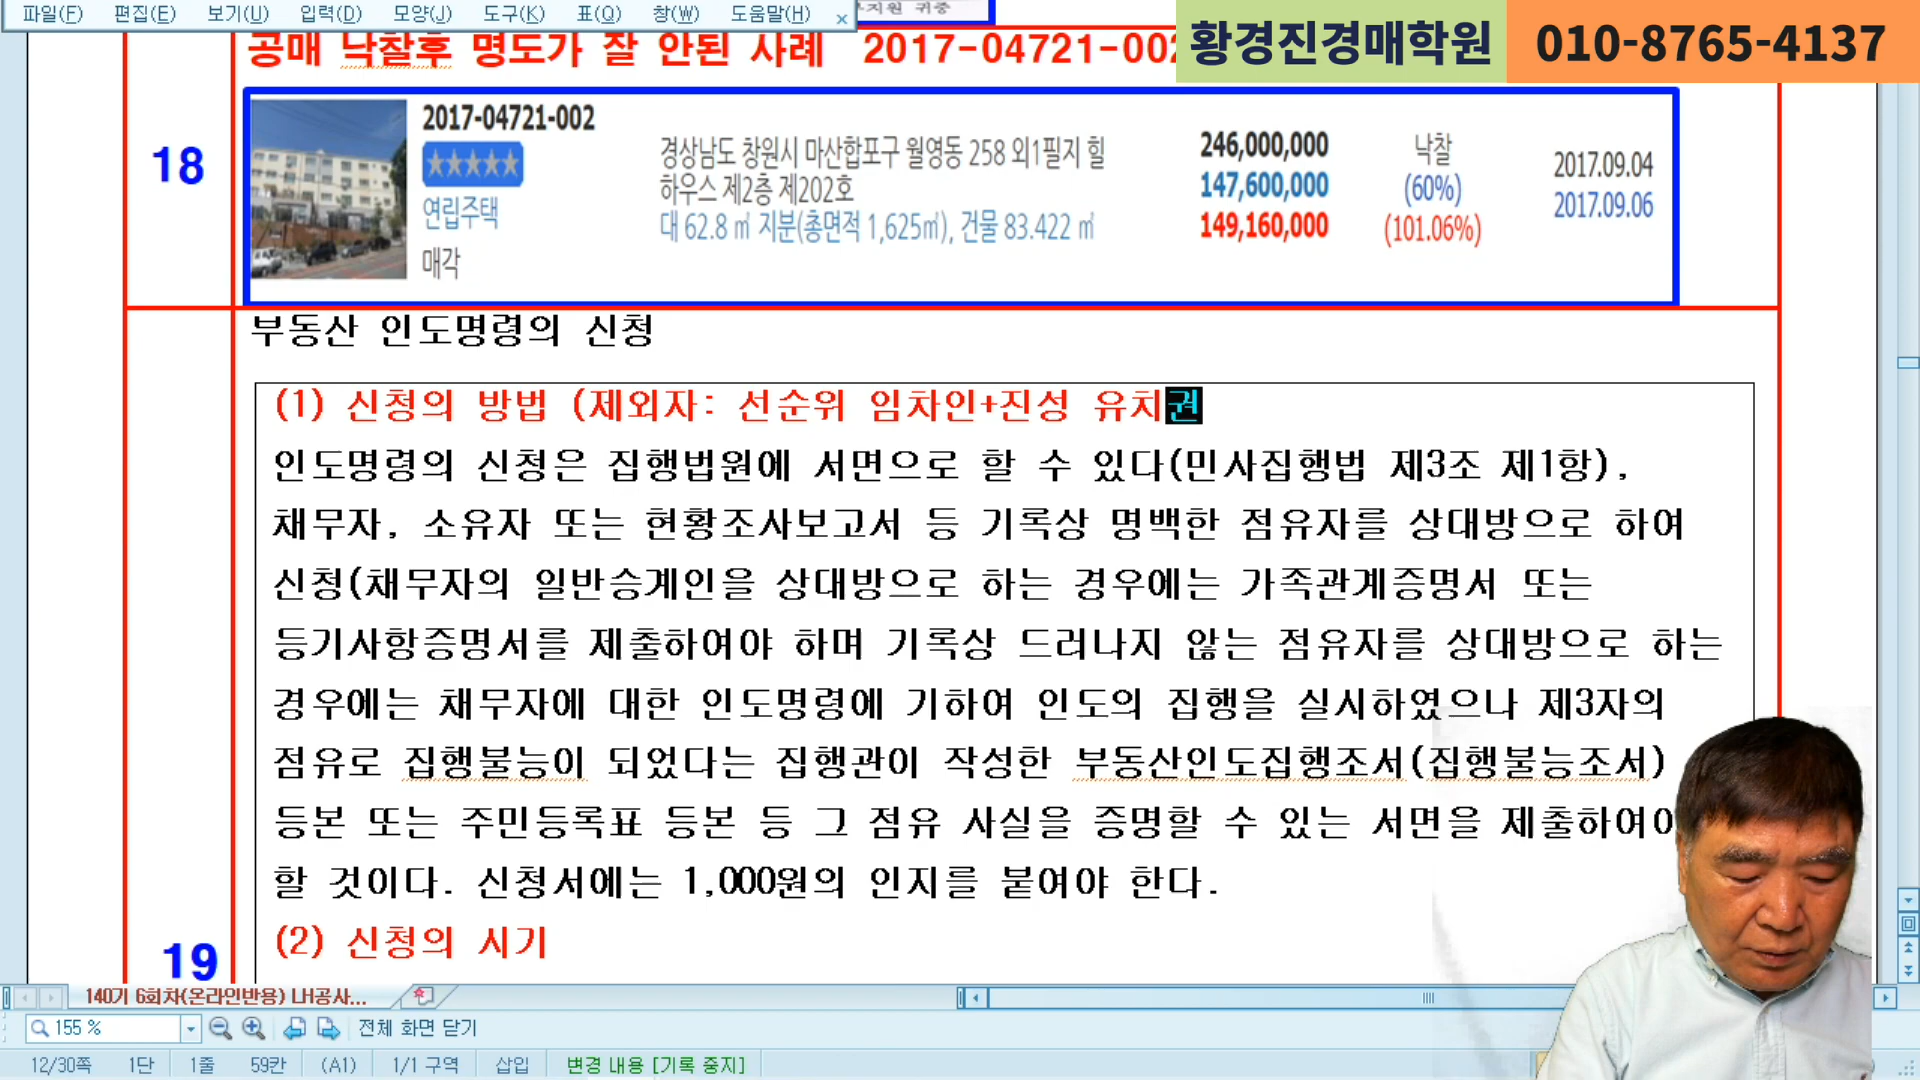 파일(F) 편집(E) 보기(U) 입력(D) 모양(J) 도구(K) 표(Q) 창(W) 도움말(H) x
지원 귀중
황경진경매학원 010-8765-4137
공매 낙찰후 명도가 잘 안된 사례 2017-04721-002
18
2017-04721-002
★★★★★
연립주택
매각
경상남도 창원시 마산합포구 월영동 258 외1필지 힐
하우스 제2층 제202호
대 62.8 ㎡ 지분(총면적 1,625㎡), 건물 83.422 ㎡
246,000,000
147,600,000
149,160,000
낙찰
(60%)
(101.06%)
2017.09.04
2017.09.06
부동산 인도명령의 신청
(1) 신청의 방법 (제외자: 선순위 임차인+진성 유치권
인도명령의 신청은 집행법원에 서면으로 할 수 있다(민사집행법 제3조 제1항),
채무자, 소유자 또는 현황조사보고서 등 기록상 명백한 점유자를 상대방으로 하여
신청(채무자의 일반승계인을 상대방으로 하는 경우에는 가족관계증명서 또는
등기사항증명서를 제출하여야 하며 기록상 드러나지 않는 점유자를 상대방으로 하는
경우에는 채무자에 대한 인도명령에 기하여 인도의 집행을 실시하였으나 제3자의
점유로 집행불능이 되었다는 집행관이 작성한 부동산인도집행조서(집행불능조서)
등본 또는 주민등록표 등본 등 그 점유 사실을 증명할 수 있는 서면을 제출하여야
할 것이다. 신청서에는 1,000원의 인지를 붙여야 한다.
(2) 신청의 시기
19
140기 6회차(온라인반용) LH공사...
155 % 전체 화면 닫기
12/30쪽 1단 1줄 59칸 (A1) 1/1 구역 삽입 변경 내용 [기록 중지]